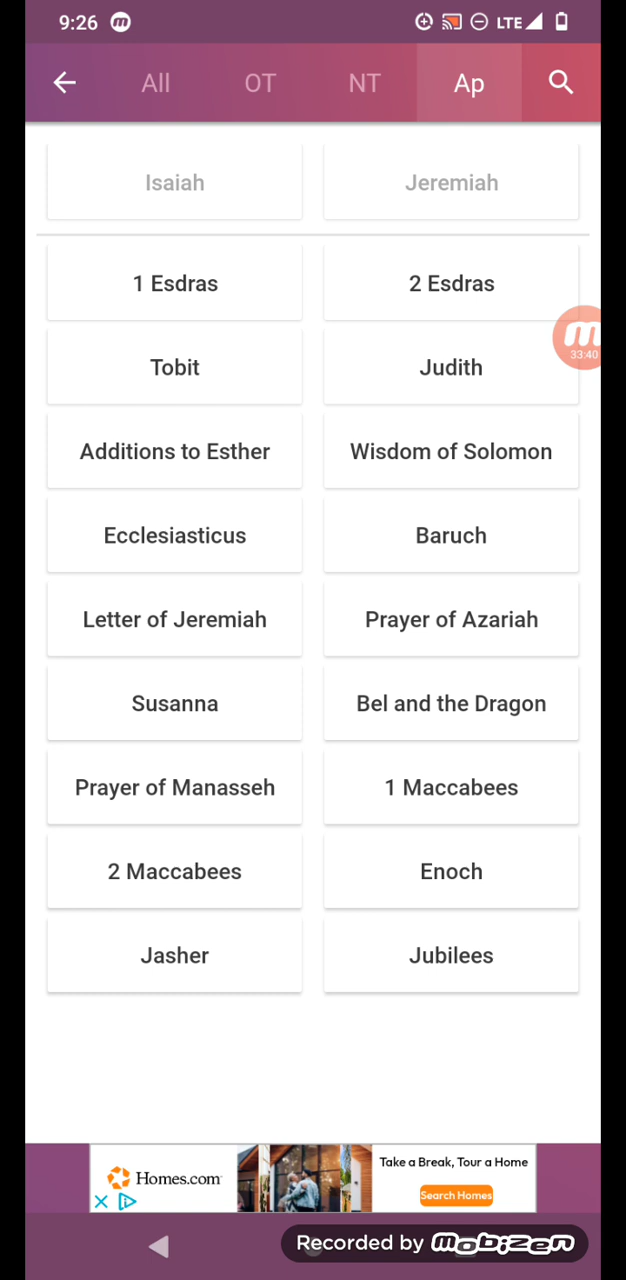 9:26 m LTE
All OT NT Ap
Isaiah Jeremiah
1 Esdras 2 Esdras
m
33:40
Tobit Judith
Additions to Esther Wisdom of Solomon
Ecclesiasticus Baruch
Letter of Jeremiah Prayer of Azariah
Susanna Bel and the Dragon
Prayer of Manasseh 1 Maccabees
2 Maccabees Enoch
Jasher Jubilees
Homes.com
Take a Break, Tour a Home
Search Homes
Recorded by mobizen